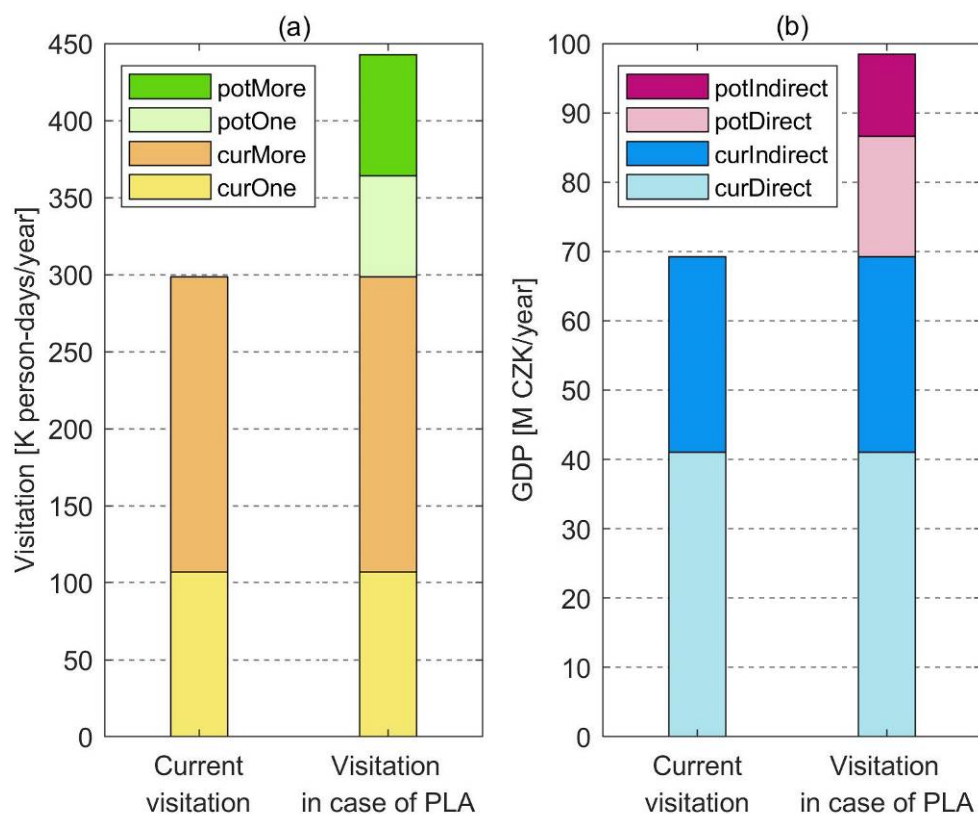 (a)
Visitation [K person-days/year]
450
400
350
300
250
200
150
100
50
0
potMore
potOne
curMore
curOne
Current
visitation
Visitation
in case of PLA
(b)
GDP [M CZK/year]
100
90
80
70
60
50
40
30
20
10
0
potIndirect
potDirect
curIndirect
curDirect
Current
visitation
Visitation
in case of PLA